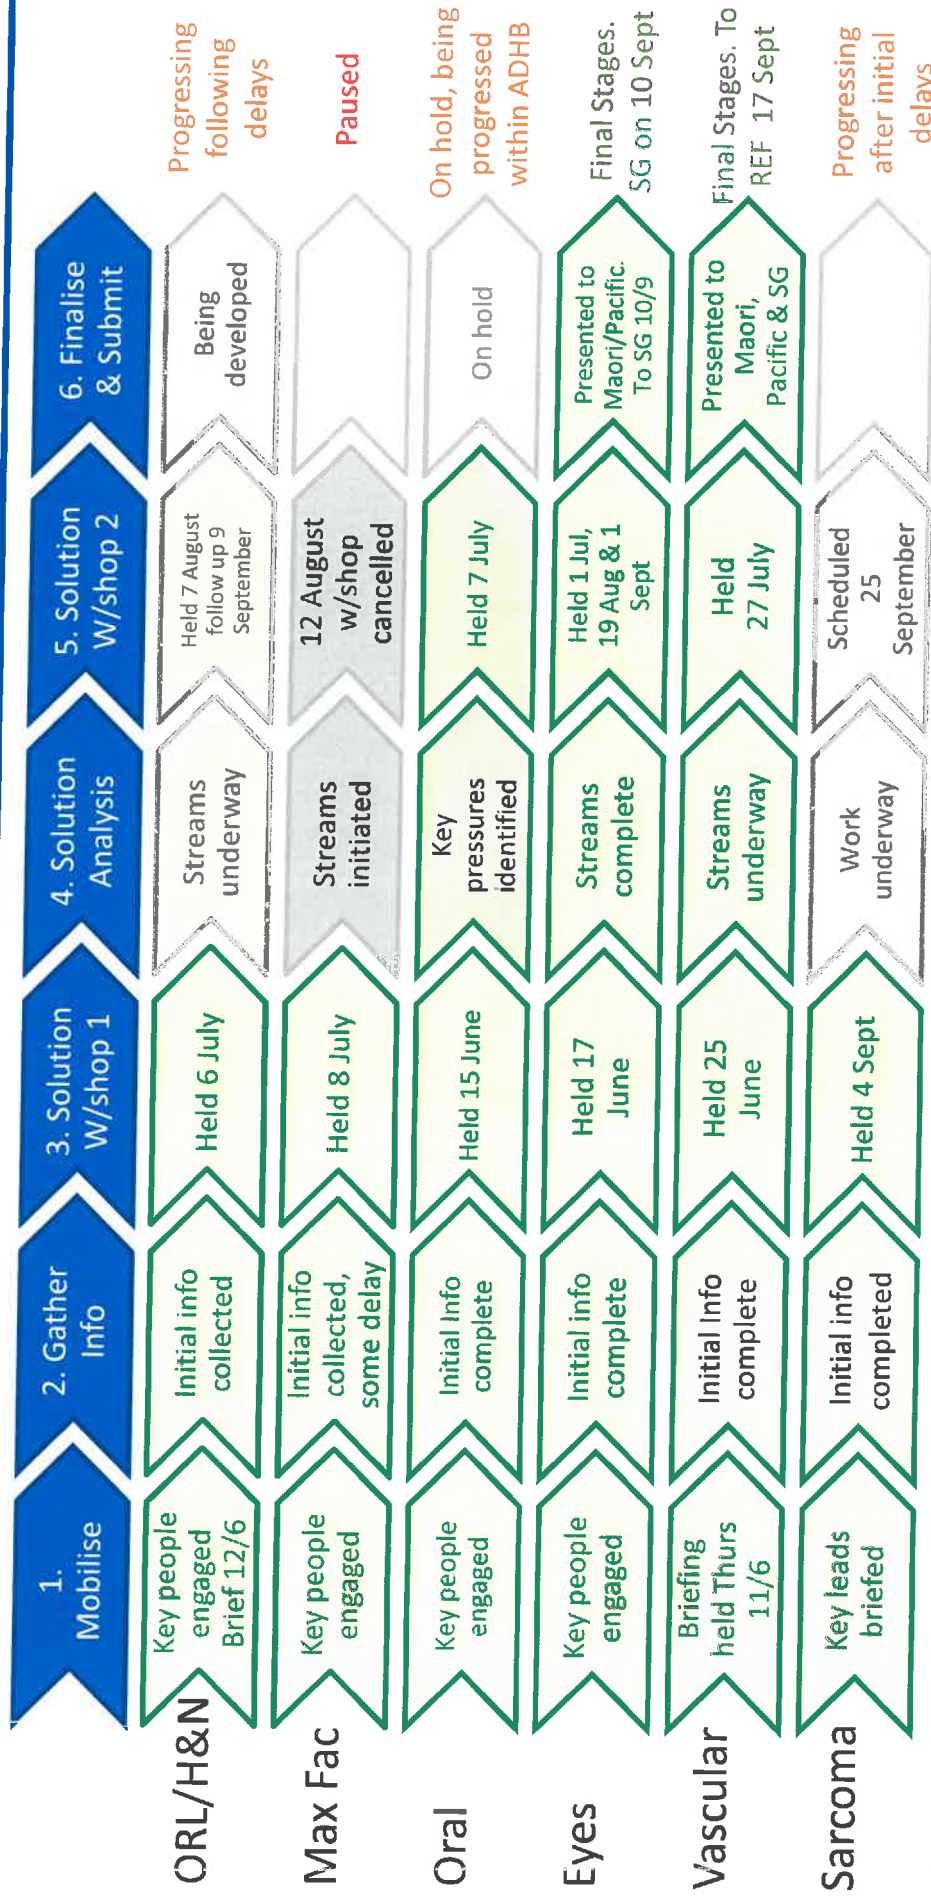 1.
Mobilise
2. Gather
Info
3. Solution
W/shop 1
4. Solution
Analysis
5. Solution
W/shop 2
6. Finalise
& Submit
ORL/H&N
Key people
engaged
Brief 12/6
Initial info
collected
Held 6 July
Streams
underway
Held 7 August
follow up 9
September
Being
developed
Progressing
following
delays
Max Fac
Key people
engaged
Initial info
collected,
some delay
Held 8 July
Streams
initiated
12 August
w/shop
cancelled
Paused
Oral
Key people
engaged
Initial Info
complete
Held 15 June
Key
pressures
identified
Held 7 July
On hold
On hold, being
progressed
within ADHB
Eyes
Key people
engaged
Initial info
complete
Held 17
June
Streams
complete
Held 1 Jul,
19 Aug & 1
Sept
Presented to
Maori/Pacific.
To SG 10/9
Final Stages.
SG on 10 Sept
Vascular
Briefing
held Thurs
11/6
Initial Info
complete
Held 25
June
Streams
underway
Held
27 July
Presented to
Maori,
Pacific & SG
Final Stages. To
REF 17 Sept
Sarcoma
Key leads
briefed
Initial info
completed
Held 4 Sept
Work
underway
Scheduled
25
September
Progressing
after initial
delays